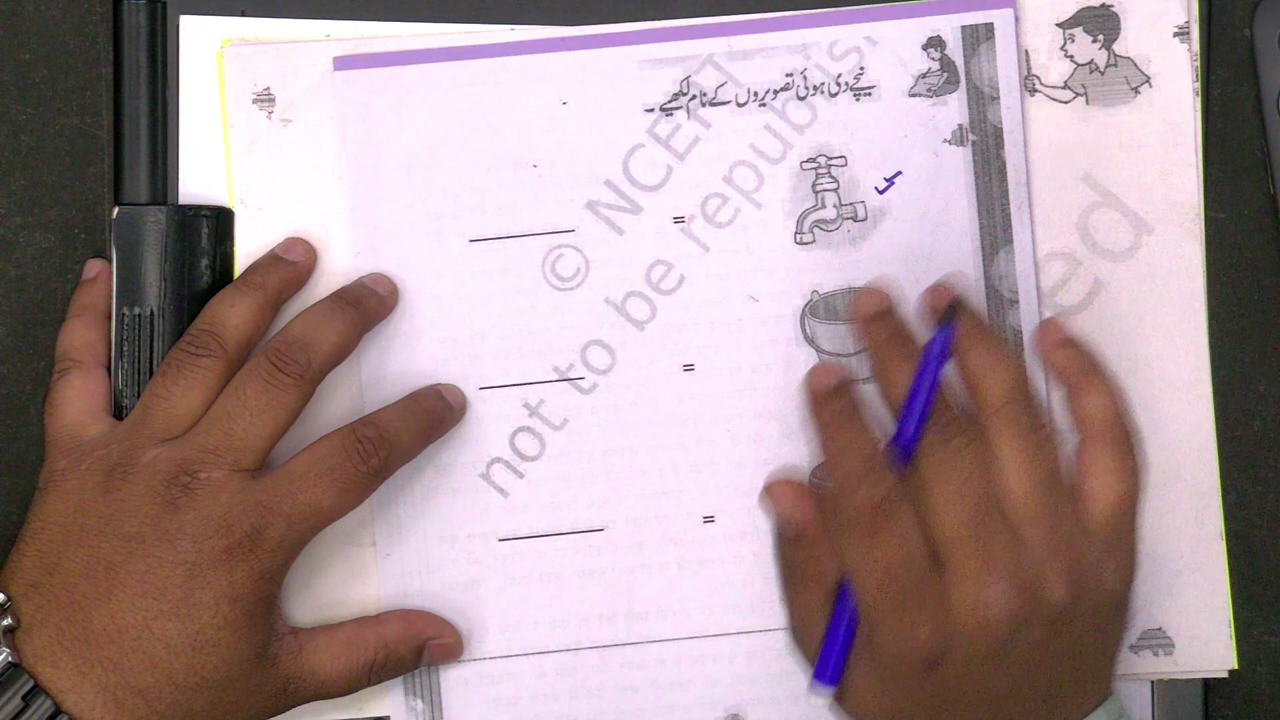 نیچے دی ہوئی تصویروں کے نام لکھیے ۔
=
=
=
© NCERT
not to be republished